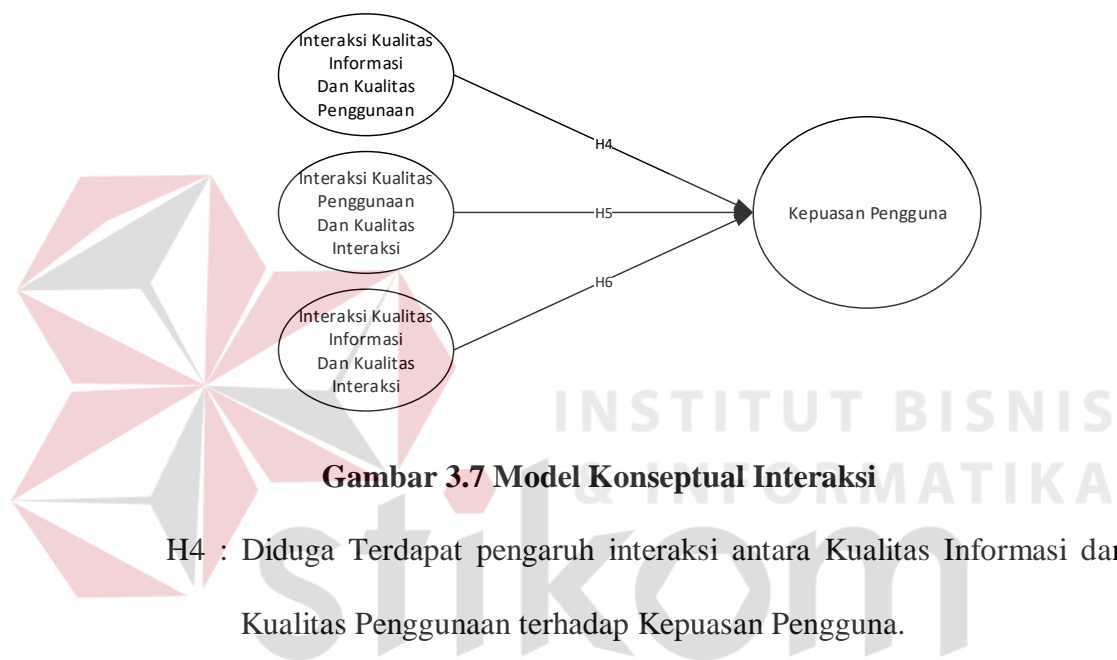 Interaksi Kualitas
Informasi
Dan Kualitas
Penggunaan
H4
Interaksi Kualitas
Penggunaan
Dan Kualitas
Interaksi
H5
Kepuasan Pengguna
H6
Interaksi Kualitas
Informasi
Dan Kualitas
Interaksi
INSTITUT BISNIS
& INFORMATIKA
stikom
Gambar 3.7 Model Konseptual Interaksi
H4 : Diduga Terdapat pengaruh interaksi antara Kualitas Informasi dan
Kualitas Penggunaan terhadap Kepuasan Pengguna.